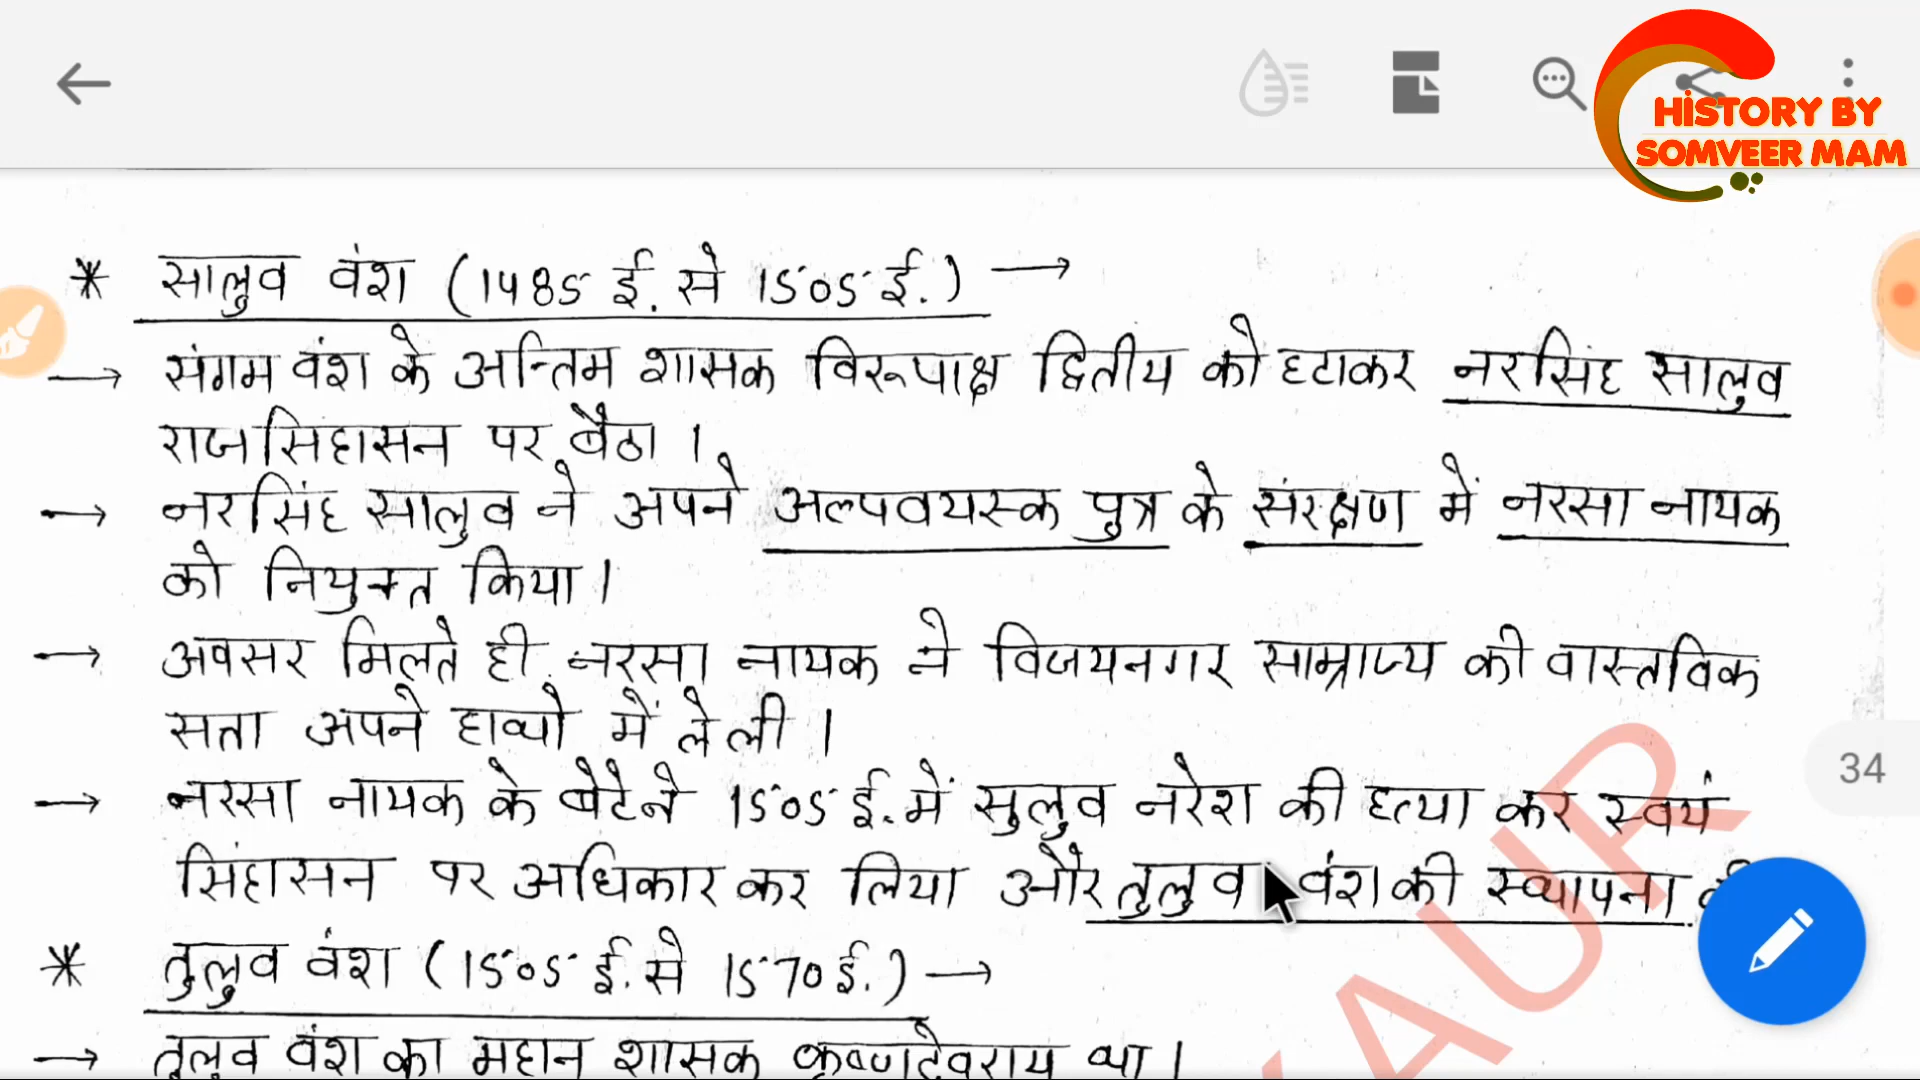 HiSTORY BY
SOMVEER MAM
* सालुव वंश (1485 ई. से 1505 ई.) →
→ संगम वंश के अन्तिम शासक विरूपाक्ष द्वितीय को हटाकर नरसिंह सालुव
राजसिहासन पर बैठा।
→ नरसिंह सालुव ने अपने अल्पवयस्क पुत्र के संरक्षण में नरसा नायक
को नियुक्त किया।
→ अवसर मिलते ही नरसा नायक ने विजयनगर साम्राज्य की वास्तविक
सत्ता अपने हाथो में ले ली।
34
→ नरसा नायक के बेटे ने 1505 ई. में सुलुव नरेश की हत्या कर स्वयं
सिंहासन पर अधिकार कर लिया और तुलुव वंश की स्थापना
* तुलुव वंश (1505 ई. से 1570 ई.) →
→ तुलुव वंश का महान शासक कृष्णदेवराय था।
KAUR